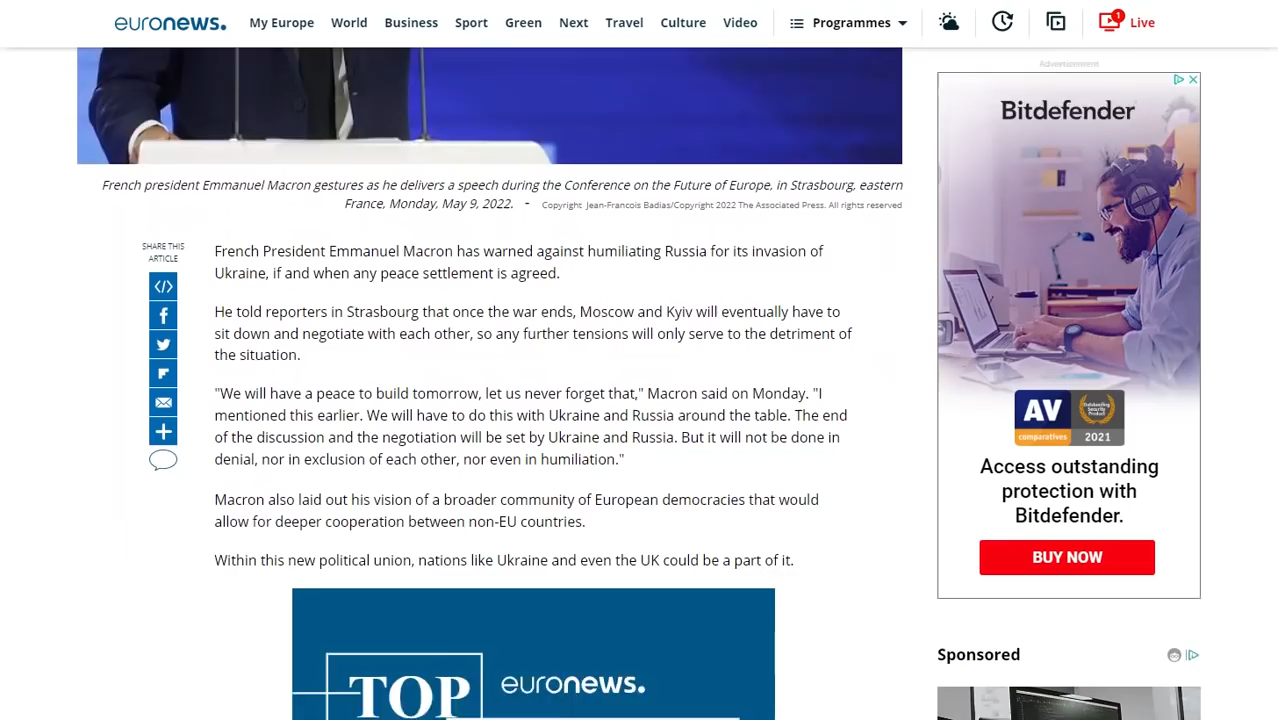 euronews.
My Europe World Business Sport Green Next Travel Culture Video Programmes 1 Live
Advertisement
Bitdefender
French president Emmanuel Macron gestures as he delivers a speech during the Conference on the Future of Europe, in Strasbourg, eastern
France, Monday, May 9, 2022. - Copyright Jean-Francois Badias/Copyright 2022 The Associated Press. All rights reserved
SHARE THIS
ARTICLE
French President Emmanuel Macron has warned against humiliating Russia for its invasion of
Ukraine, if and when any peace settlement is agreed.
He told reporters in Strasbourg that once the war ends, Moscow and Kyiv will eventually have to
sit down and negotiate with each other, so any further tensions will only serve to the detriment of
the situation.
"We will have a peace to build tomorrow, let us never forget that," Macron said on Monday. "I
mentioned this earlier. We will have to do this with Ukraine and Russia around the table. The end
of the discussion and the negotiation will be set by Ukraine and Russia. But it will not be done in
denial, nor in exclusion of each other, nor even in humiliation."
Macron also laid out his vision of a broader community of European democracies that would
allow for deeper cooperation between non-EU countries.
Within this new political union, nations like Ukraine and even the UK could be a part of it.
TOP
euronews.
AV
comparatives 2021
Access outstanding
protection with
Bitdefender.
BUY NOW
Sponsored